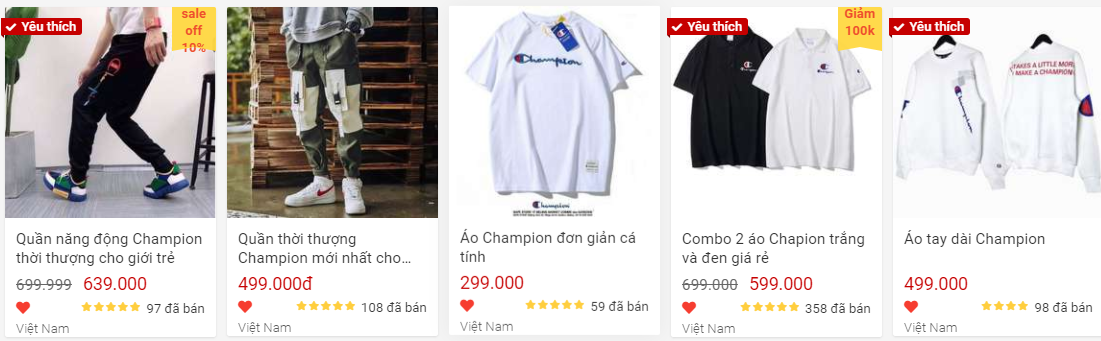 Yêu thích
sale
off
10%
Quần năng động Champion
thời thượng cho giới trẻ
699.999 639.000
97 đã bán
Việt Nam
Quần thời thượng
Champion mới nhất cho...
499.000đ
108 đã bán
Việt Nam
Champion
Champion
Áo Champion đơn giản cá
tính
299.000
59 đã bán
Việt Nam
Yêu thích
Giảm
100k
Combo 2 áo Chapion trắng
và đen giá rẻ
699.000 599.000
358 đã bán
Việt Nam
Yêu thích
TAKES A LITTLE MORE
MAKE A CHAMPION
Áo tay dài Champion
499.000
98 đã bán
Việt Nam